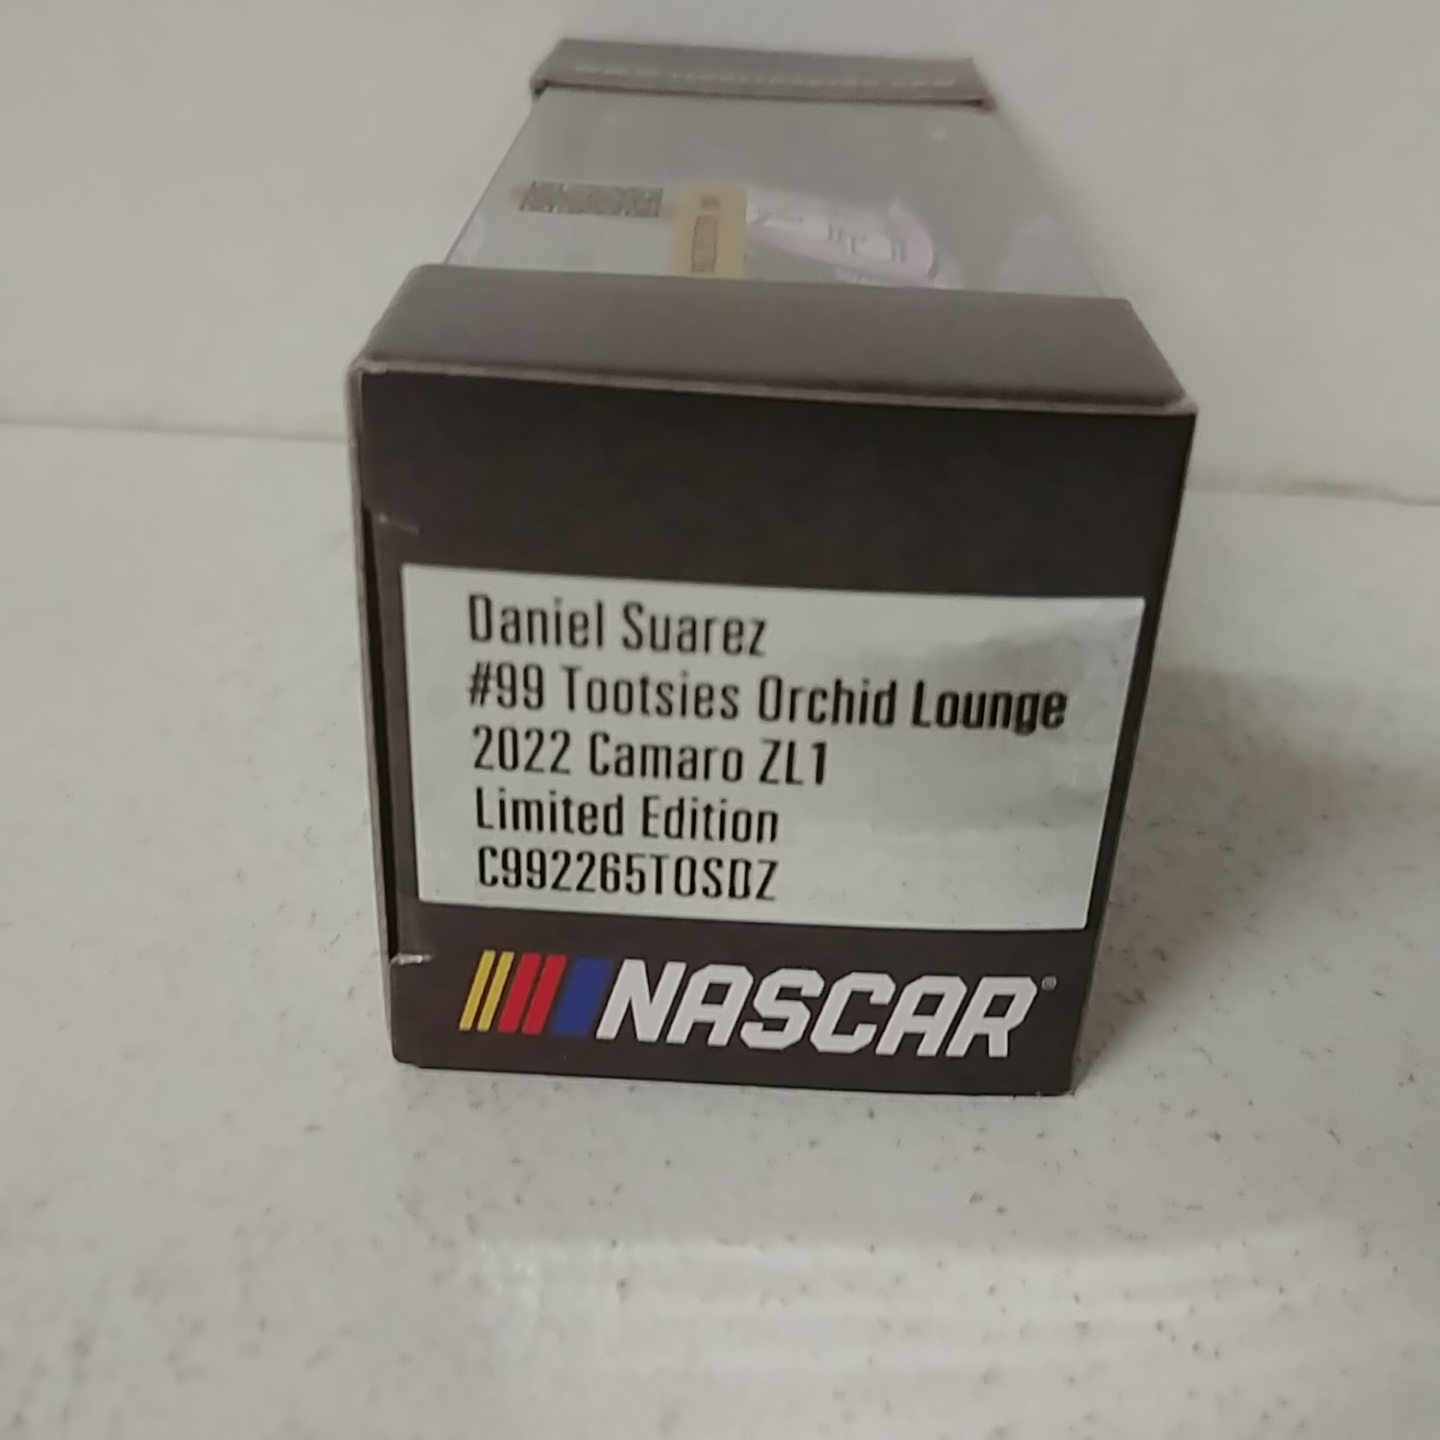 Daniel Suarez
#99 Tootsies Orchid Lounge
2022 Camaro ZL1
Limited Edition
C992265TOSDZ
NASCAR®